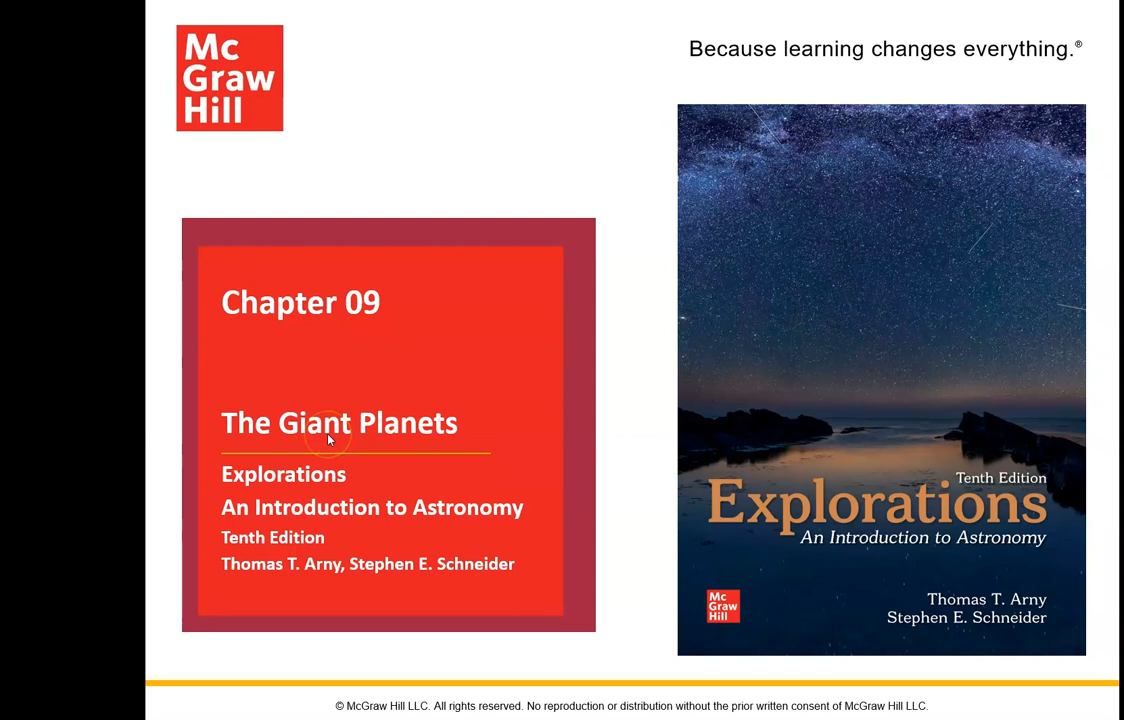 Mc
Graw
Hill
Because learning changes everything.®
Chapter 09
The Giant Planets
Explorations
An Introduction to Astronomy
Tenth Edition
Thomas T. Arny, Stephen E. Schneider
Tenth Edition
Explorations
An Introduction to Astronomy
Mc
Graw
Hill
Thomas T. Arny
Stephen E. Schneider
© McGraw Hill LLC. All rights reserved. No reproduction or distribution without the prior written consent of McGraw Hill LLC.